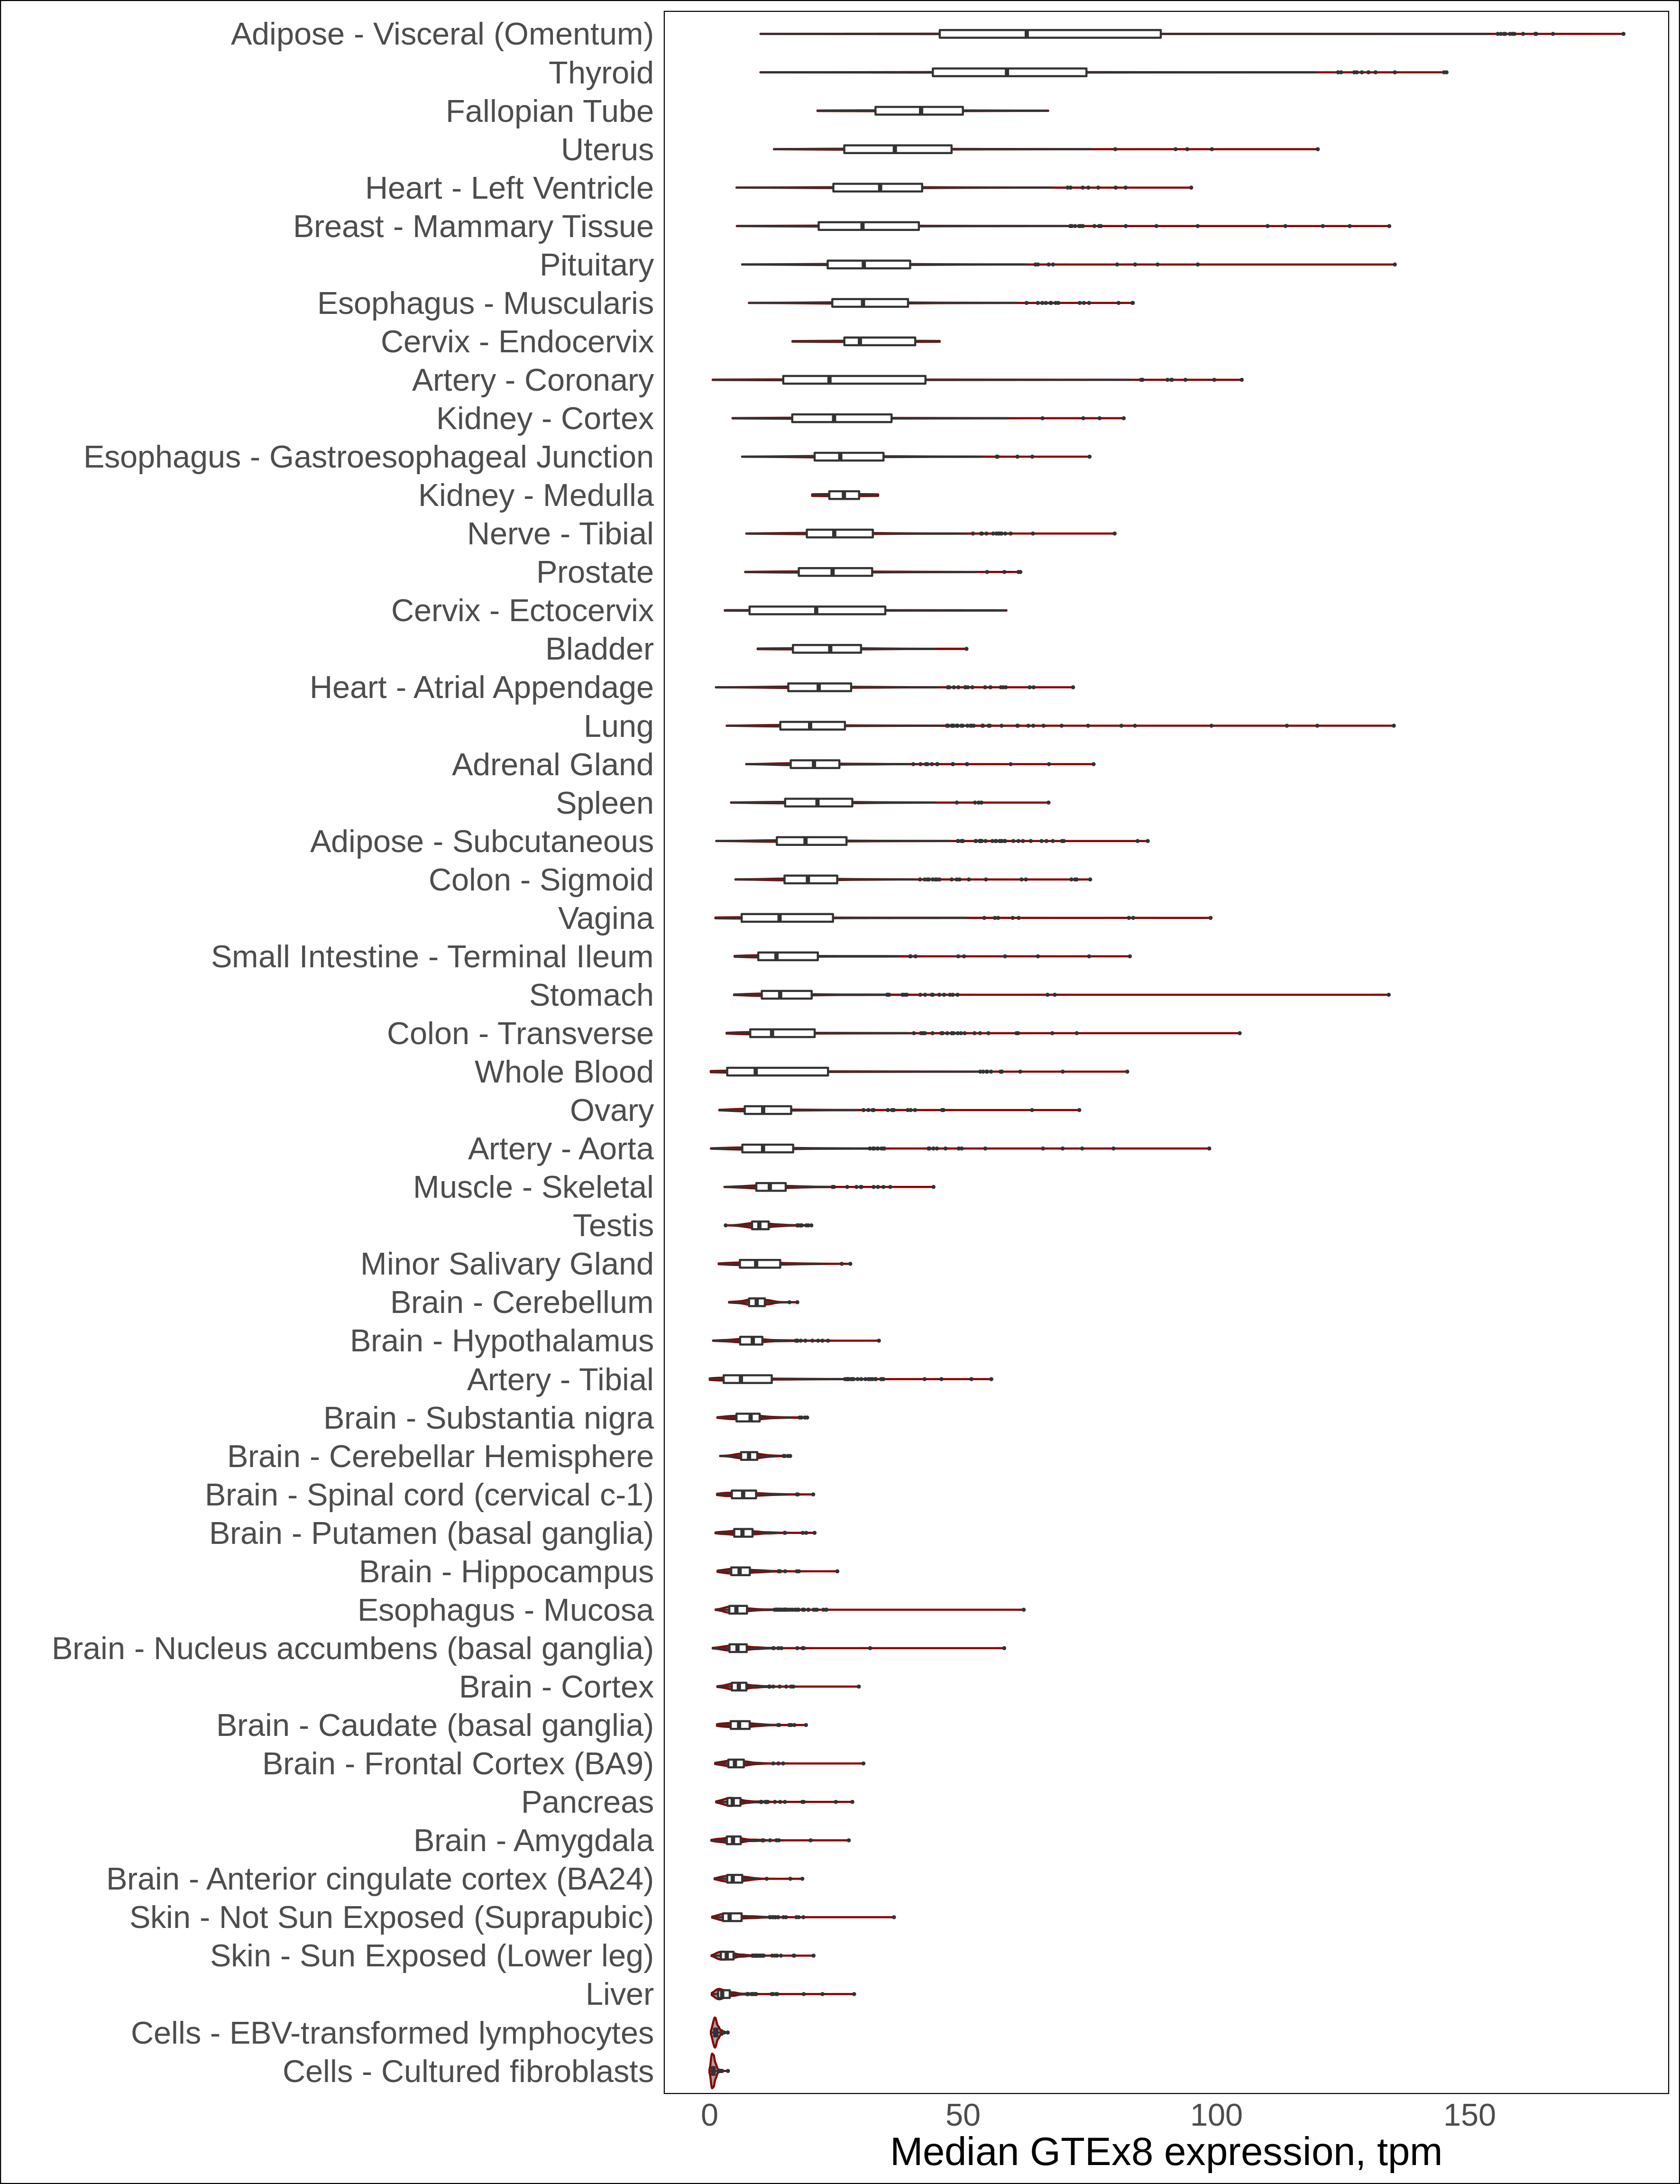 Adipose - Visceral (Omentum)
Thyroid
Fallopian Tube
Uterus
Heart - Left Ventricle
Breast - Mammary Tissue
Pituitary
Esophagus - Muscularis
Cervix - Endocervix
Artery - Coronary
Kidney - Cortex
Esophagus - Gastroesophageal Junction
Kidney - Medulla
Nerve - Tibial
Prostate
Cervix - Ectocervix
Bladder
Heart - Atrial Appendage
Lung
Adrenal Gland
Spleen
Adipose - Subcutaneous
Colon - Sigmoid
Vagina
Small Intestine - Terminal Ileum
Stomach
Colon - Transverse
Whole Blood
Ovary
Artery - Aorta
Muscle - Skeletal
Testis
Minor Salivary Gland
Brain - Cerebellum
Brain - Hypothalamus
Artery - Tibial
Brain - Substantia nigra
Brain - Cerebellar Hemisphere
Brain - Spinal cord (cervical c-1)
Brain - Putamen (basal ganglia)
Brain - Hippocampus
Esophagus - Mucosa
Brain - Nucleus accumbens (basal ganglia)
Brain - Cortex
Brain - Caudate (basal ganglia)
Brain - Frontal Cortex (BA9)
Pancreas
Brain - Amygdala
Brain - Anterior cingulate cortex (BA24)
Skin - Not Sun Exposed (Suprapubic)
Skin - Sun Exposed (Lower leg)
Liver
Cells - EBV-transformed lymphocytes
Cells - Cultured fibroblasts
0 50 100 150
Median GTEx8 expression, tpm